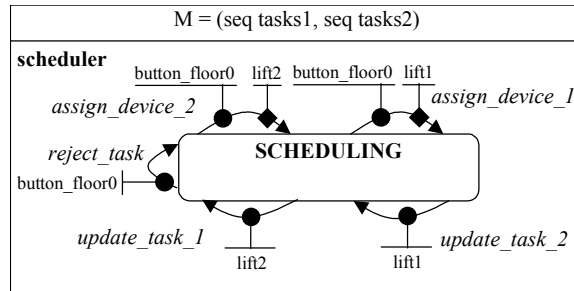 M = (seq tasks1, seq tasks2)
scheduler
button_floor0 lift2 button_floor0 lift1
assign_device_2 assign_device_1
reject_task SCHEDULING
button_floor0
update_task_1 update_task_2
lift2 lift1